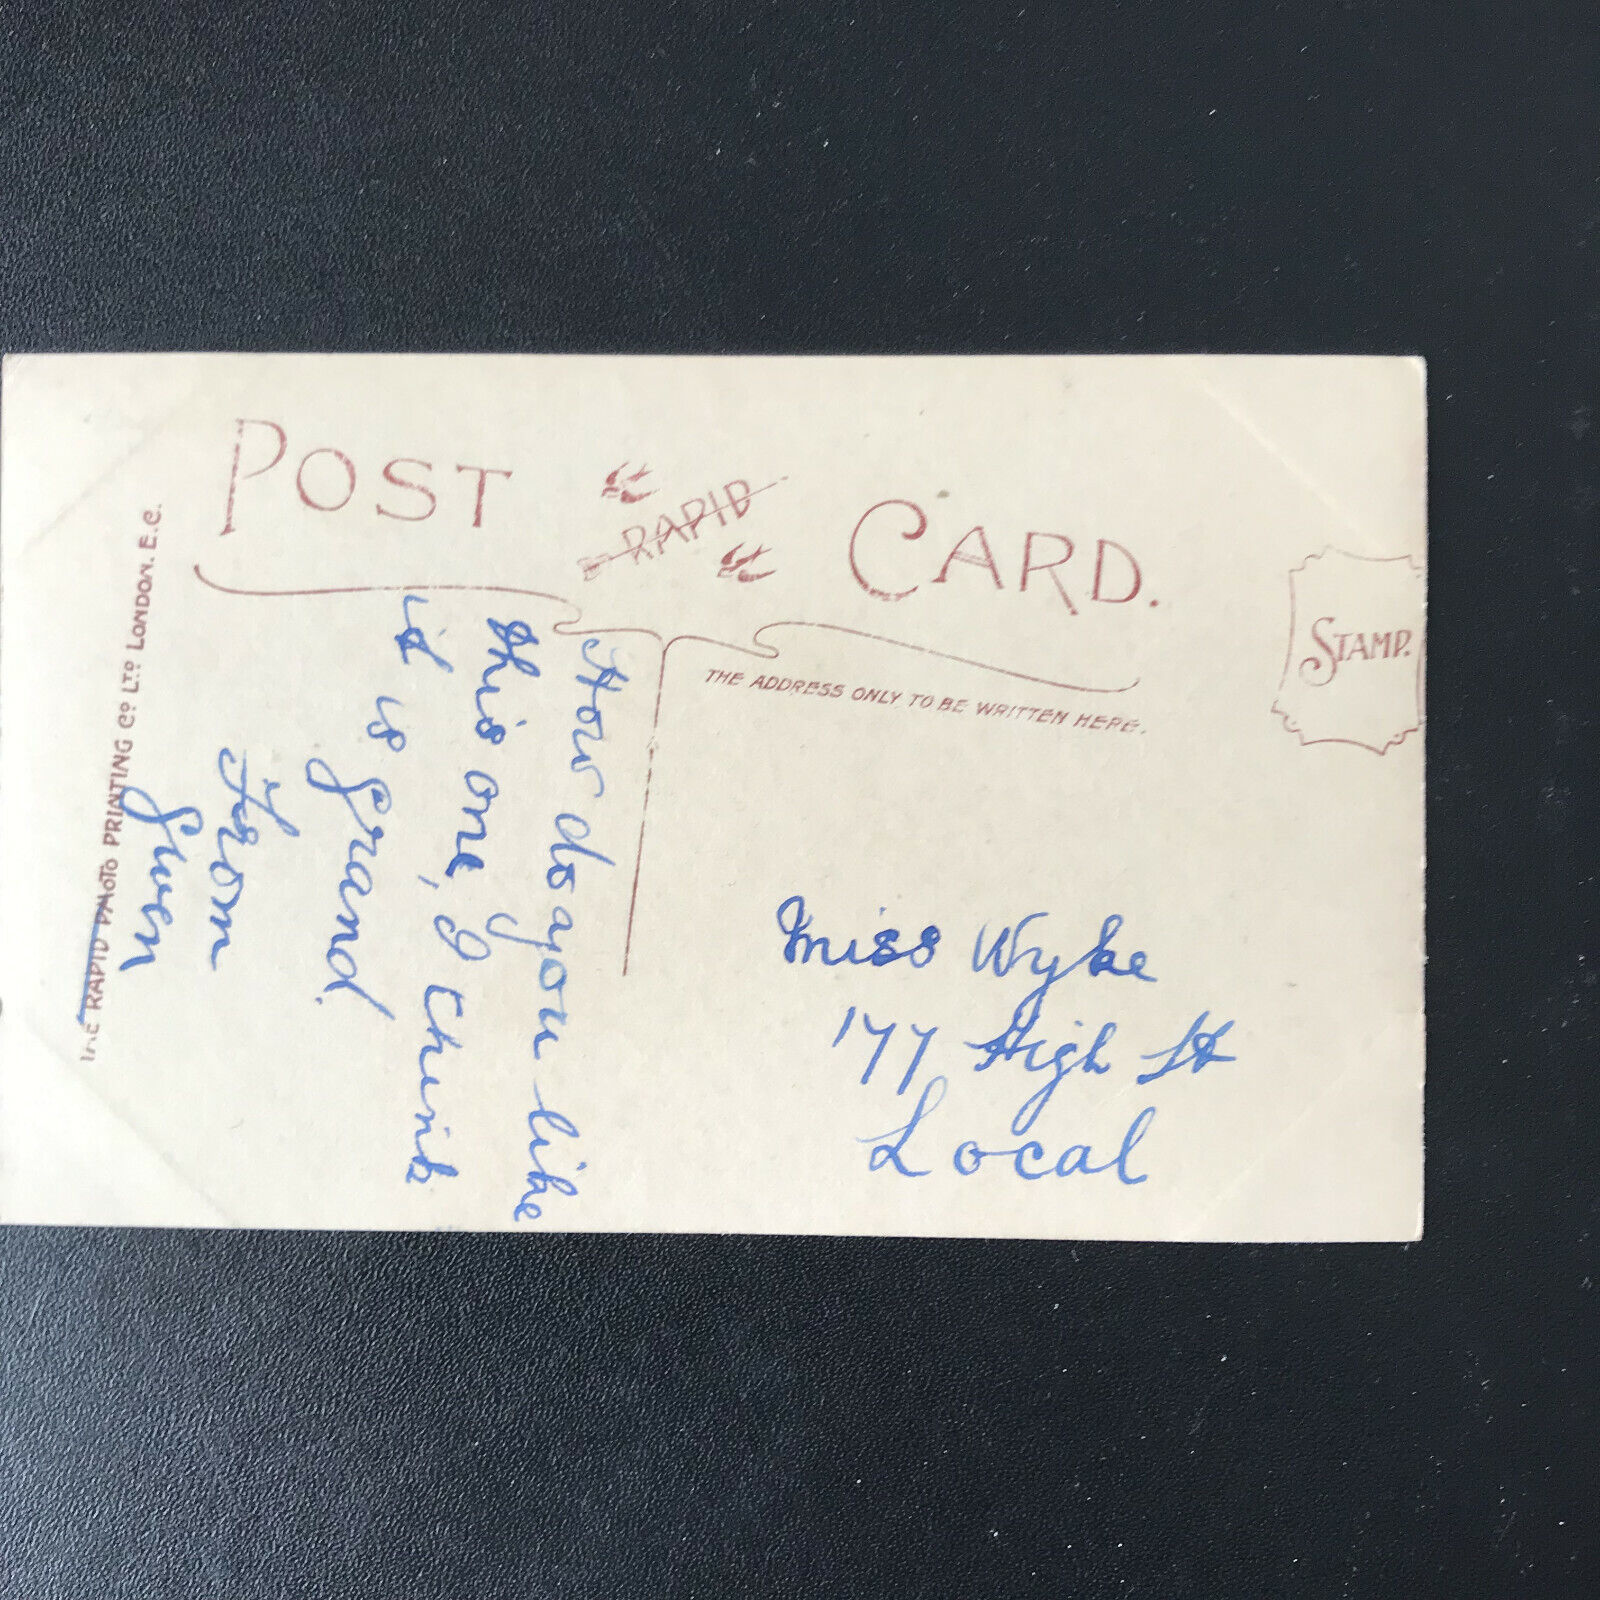 POST RAPID CARD.
STAMP.
THE ADDRESS ONLY TO BE WRITTEN HERE.
THE RAPID PHOTO PRINTING CO LTD LONDON. E.C.
How do you like
this one, I think
it is grand.
From
Gwen
Miss Wyke
177 High St
Local